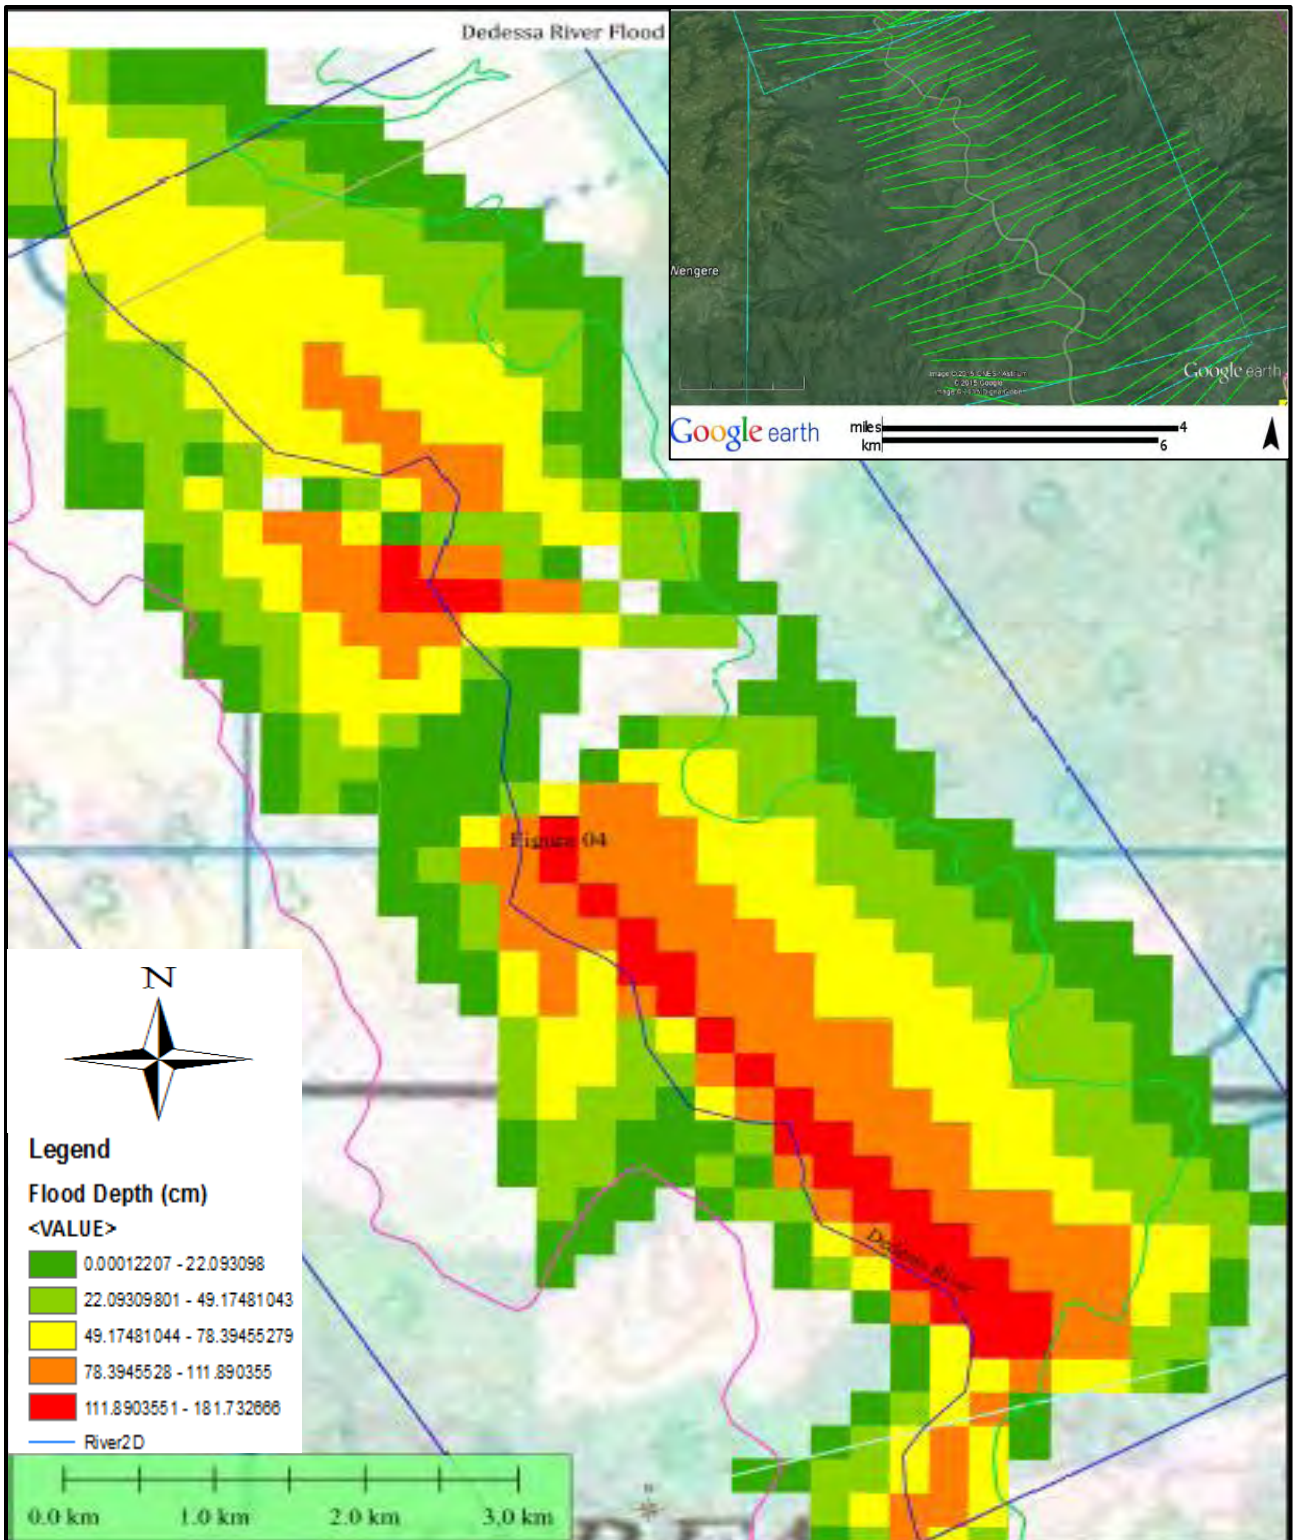 Dedessa River Flood
Nengere
Google earth
Google earth
miles
4
km
6
Figure 04
N
Legend
Flood Depth (cm)
<VALUE>
0.00012207 - 22.093098
22.09309801 - 49.17481043
49.17481044 - 78.39455279
78.3945528 - 111.890355
111.8903551 - 181.732666
River2D
Dedessa River
0.0 km 1.0 km 2.0 km 3.0 km